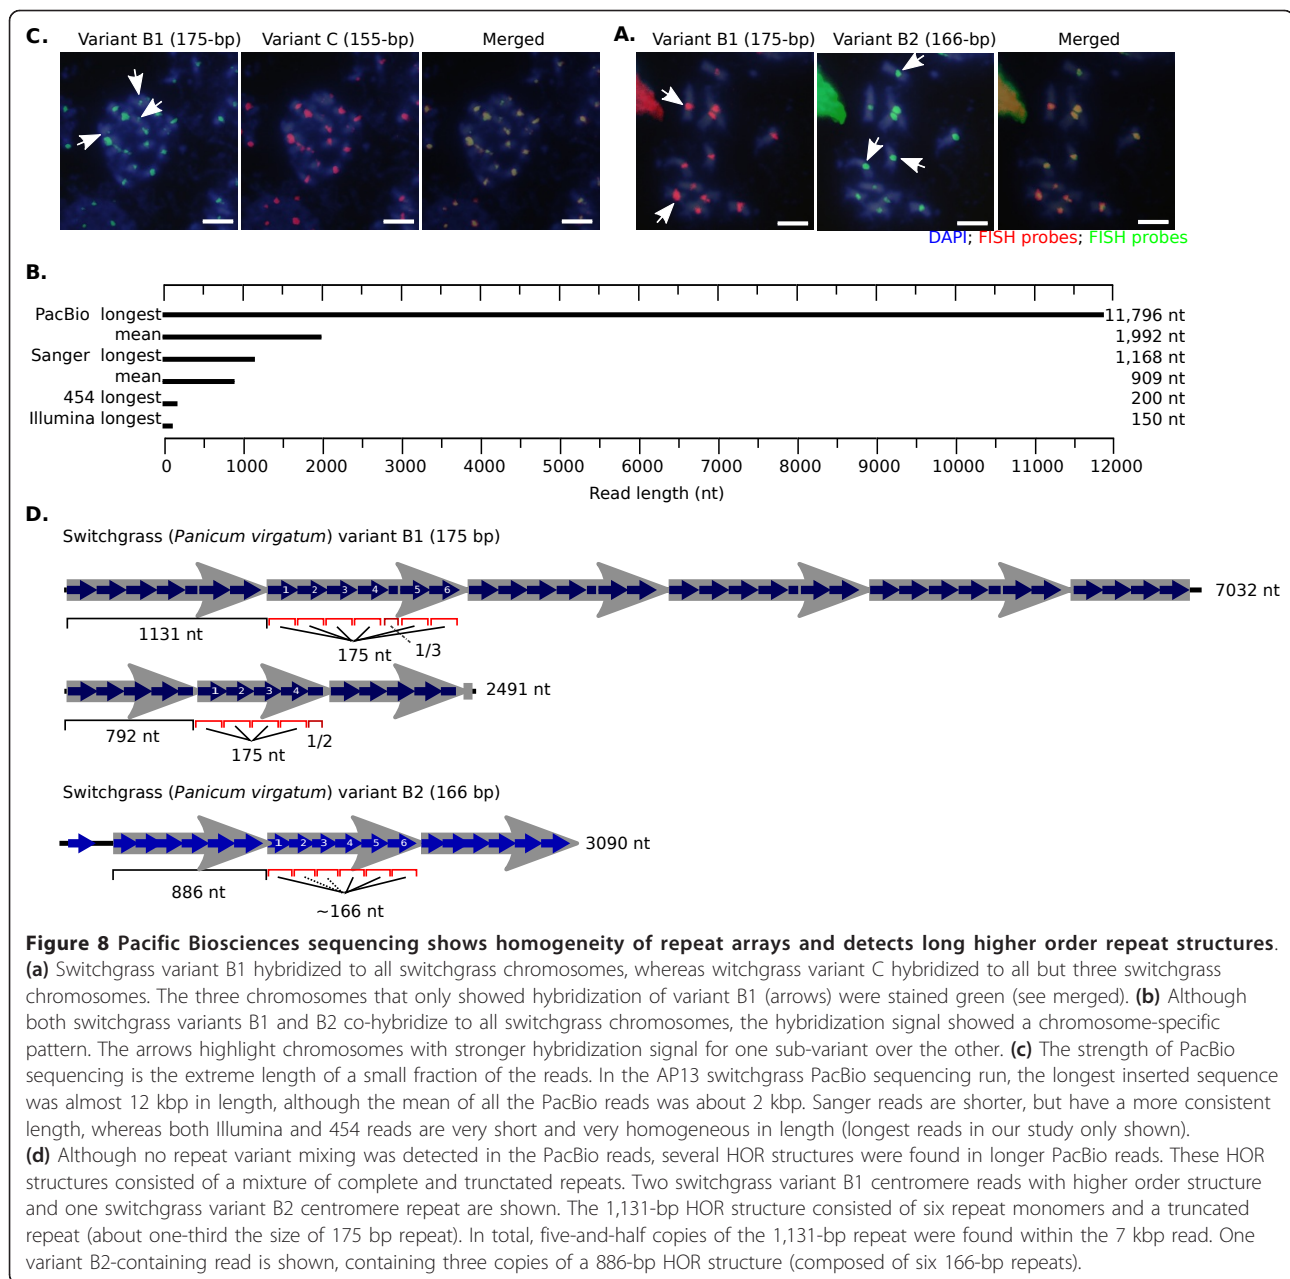 C.
Variant B1 (175-bp)
Variant C (155-bp)
Merged
A.
Variant B1 (175-bp)
Variant B2 (166-bp)
Merged
DAPI; FISH probes; FISH probes
B.
PacBio longest 11,796 nt
mean 1,992 nt
Sanger longest 1,168 nt
mean 909 nt
454 longest 200 nt
Illumina longest 150 nt
0 1000 2000 3000 4000 5000 6000 7000 8000 9000 10000 11000 12000
Read length (nt)
D.
Switchgrass (Panicum virgatum) variant B1 (175 bp)
1 2 3 4 5 6
7032 nt
1131 nt
175 nt
1/3
1 2 3 4
2491 nt
792 nt
175 nt
1/2
Switchgrass (Panicum virgatum) variant B2 (166 bp)
1 2 3 4 5 6
3090 nt
886 nt
~166 nt
Figure 8 Pacific Biosciences sequencing shows homogeneity of repeat arrays and detects long higher order repeat structures.
(a) Switchgrass variant B1 hybridized to all switchgrass chromosomes, whereas witchgrass variant C hybridized to all but three switchgrass
chromosomes. The three chromosomes that only showed hybridization of variant B1 (arrows) were stained green (see merged). (b) Although
both switchgrass variants B1 and B2 co-hybridize to all switchgrass chromosomes, the hybridization signal showed a chromosome-specific
pattern. The arrows highlight chromosomes with stronger hybridization signal for one sub-variant over the other. (c) The strength of PacBio
sequencing is the extreme length of a small fraction of the reads. In the AP13 switchgrass PacBio sequencing run, the longest inserted sequence
was almost 12 kbp in length, although the mean of all the PacBio reads was about 2 kbp. Sanger reads are shorter, but have a more consistent
length, whereas both Illumina and 454 reads are very short and very homogeneous in length (longest reads in our study only shown).
(d) Although no repeat variant mixing was detected in the PacBio reads, several HOR structures were found in longer PacBio reads. These HOR
structures consisted of a mixture of complete and trunctated repeats. Two switchgrass variant B1 centromere reads with higher order structure
and one switchgrass variant B2 centromere repeat are shown. The 1,131-bp HOR structure consisted of six repeat monomers and a truncated
repeat (about one-third the size of 175 bp repeat). In total, five-and-half copies of the 1,131-bp repeat were found within the 7 kbp read. One
variant B2-containing read is shown, containing three copies of a 886-bp HOR structure (composed of six 166-bp repeats).